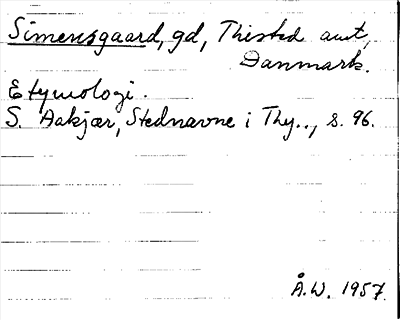 Simensgaard, gd, Thisted amt,
Danmark.
Etymologi.
S. Aakjær, Stednavne i Thy.., s. 96.
Å.W. 1957.